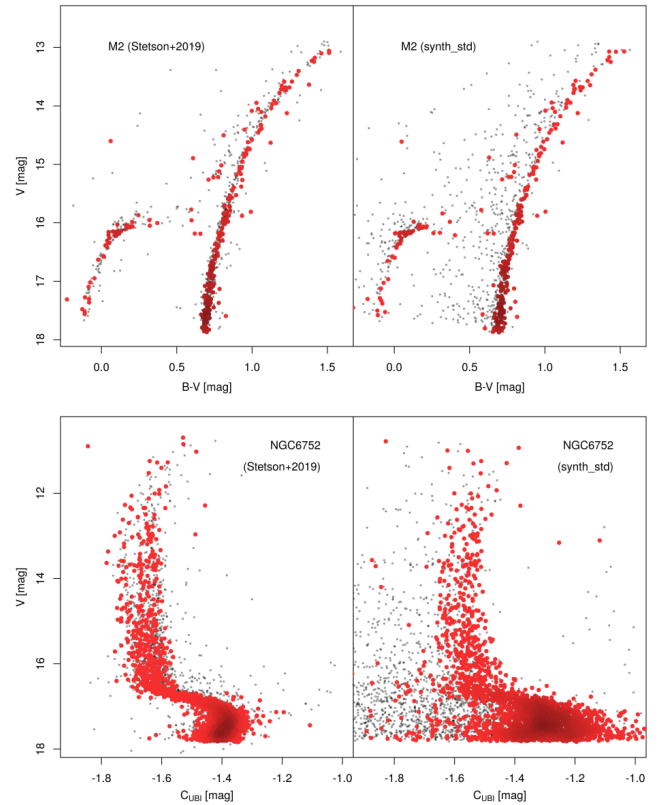 M2 (Stetson+2019)
M2 (synth_std)
13
14
15
16
17
18
V [mag]
0.0 0.5 1.0 1.5
0.0 0.5 1.0 1.5
B-V [mag]
B-V [mag]
NGC6752
(Stetson+2019)
NGC6752
(synth_std)
12
14
16
18
V [mag]
-1.8 -1.6 -1.4 -1.2 -1.0
-1.8 -1.6 -1.4 -1.2 -1.0
CUBI [mag]
CUBI [mag]